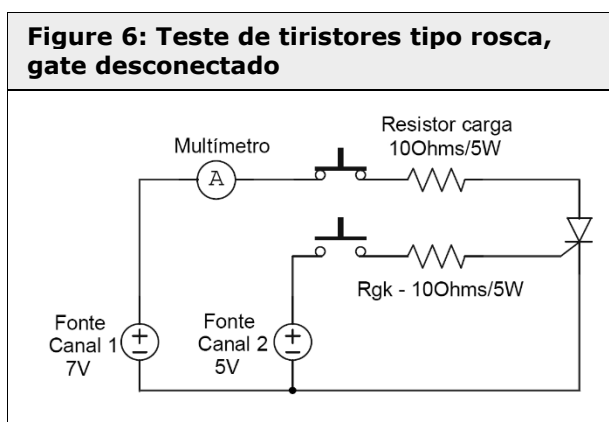 Figure 6: Teste de tiristores tipo rosca,
gate desconectado
Resistor carga
10Ohms/5W
Multímetro
A
Rgk - 10Ohms/5W
Fonte
Canal 1
7V
Fonte
Canal 2
5V